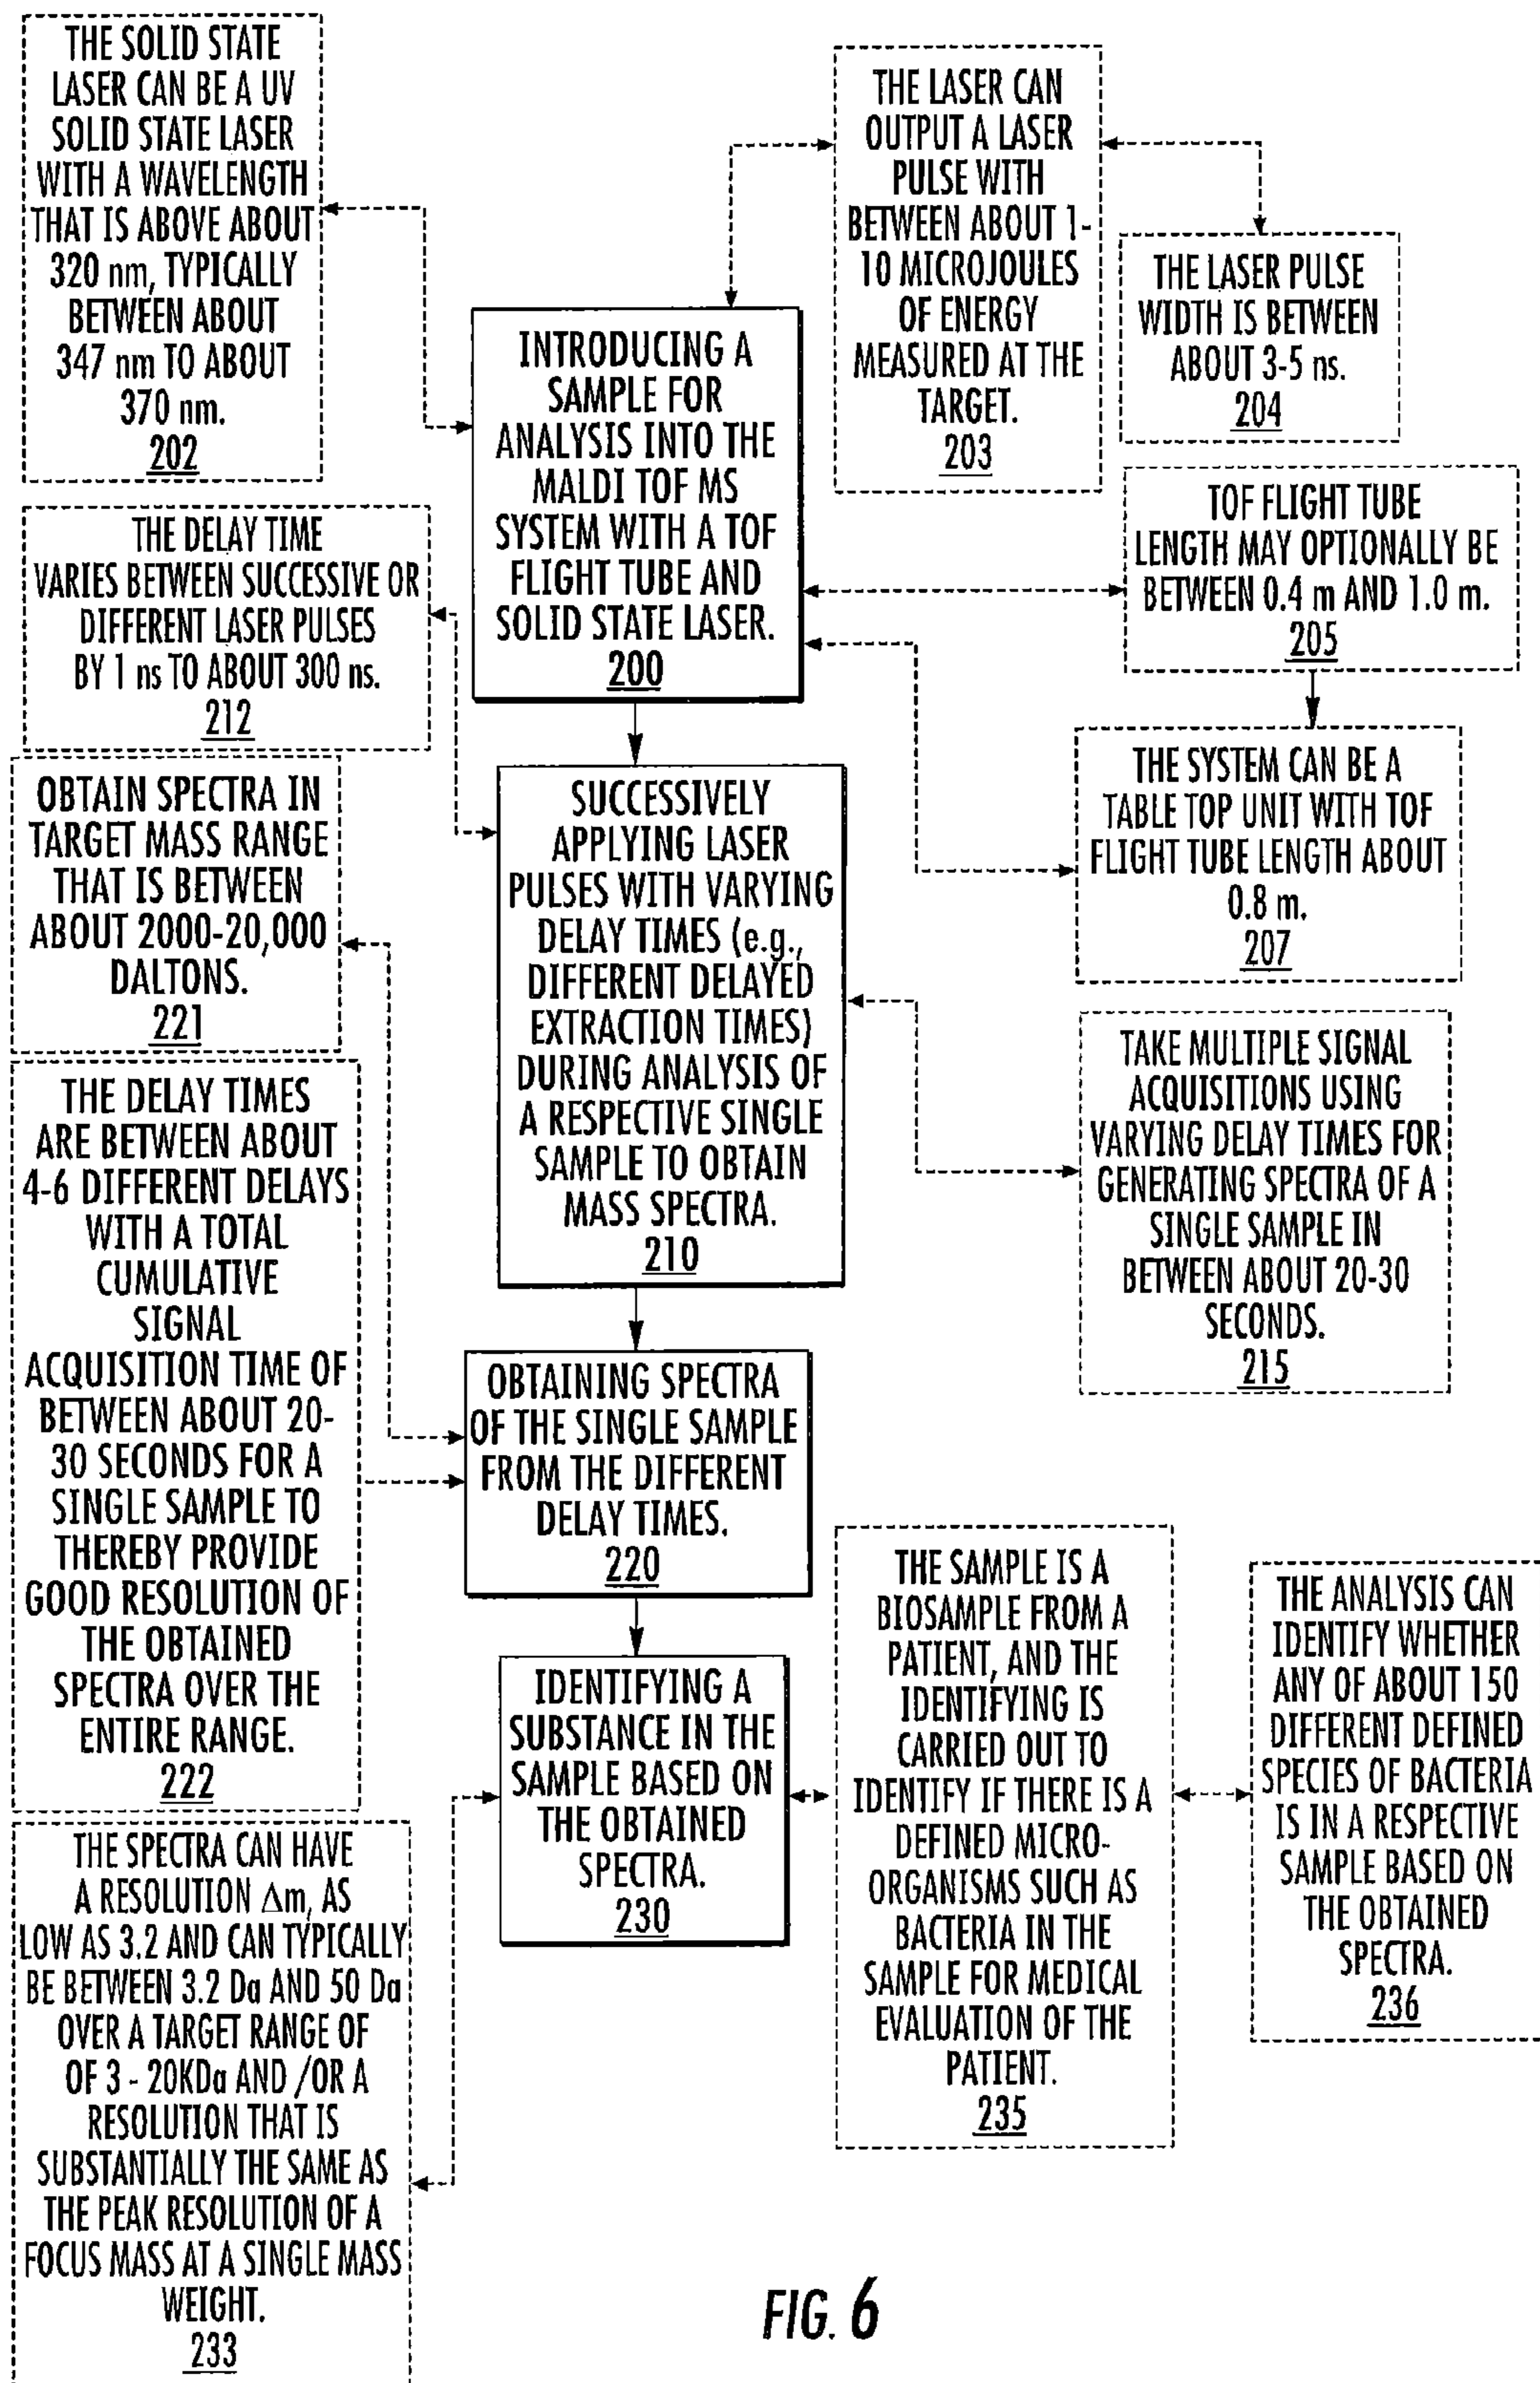 THE SOLID STATE
LASER CAN BE A UV
SOLID STATE LASER
WITH A WAVELENGTH
THAT IS ABOVE ABOUT
320 nm, TYPICALLY
BETWEEN ABOUT
347 nm TO ABOUT
370 nm.
202
THE LASER CAN
OUTPUT A LASER
PULSE WITH
BETWEEN ABOUT 1-
10 MICROJOULES
OF ENERGY
MEASURED AT THE
TARGET.
203
THE LASER PULSE
WIDTH IS BETWEEN
ABOUT 3-5 ns.
204
INTRODUCING A
SAMPLE FOR
ANALYSIS INTO THE
MALDI TOF MS
SYSTEM WITH A TOF
FLIGHT TUBE AND
SOLID STATE LASER.
200
TOF FLIGHT TUBE
LENGTH MAY OPTIONALLY BE
BETWEEN 0.4 m AND 1.0 m.
205
THE DELAY TIME
VARIES BETWEEN SUCCESSIVE OR
DIFFERENT LASER PULSES
BY 1 ns TO ABOUT 300 ns.
212
THE SYSTEM CAN BE A
TABLE TOP UNIT WITH TOF
FLIGHT TUBE LENGTH ABOUT
0.8 m.
207
OBTAIN SPECTRA IN
TARGET MASS RANGE
THAT IS BETWEEN
ABOUT 2000-20,000
DALTONS.
221
SUCCESSIVELY
APPLYING LASER
PULSES WITH VARYING
DELAY TIMES (e.g.,
DIFFERENT DELAYED
EXTRACTION TIMES)
DURING ANALYSIS OF
A RESPECTIVE SINGLE
SAMPLE TO OBTAIN
MASS SPECTRA.
210
TAKE MULTIPLE SIGNAL
ACQUISITIONS USING
VARYING DELAY TIMES FOR
GENERATING SPECTRA OF A
SINGLE SAMPLE IN
BETWEEN ABOUT 20-30
SECONDS.
215
THE DELAY TIMES
ARE BETWEEN ABOUT
4-6 DIFFERENT DELAYS
WITH A TOTAL
CUMULATIVE
SIGNAL
ACQUISITION TIME OF
BETWEEN ABOUT 20-
30 SECONDS FOR A
SINGLE SAMPLE TO
THEREBY PROVIDE
GOOD RESOLUTION OF
THE OBTAINED
SPECTRA OVER THE
ENTIRE RANGE.
222
OBTAINING SPECTRA
OF THE SINGLE SAMPLE
FROM THE DIFFERENT
DELAY TIMES.
220
IDENTIFYING A
SUBSTANCE IN THE
SAMPLE BASED ON
THE OBTAINED
SPECTRA.
230
THE SAMPLE IS A
BIOSAMPLE FROM A
PATIENT, AND THE
IDENTIFYING IS
CARRIED OUT TO
IDENTIFY IF THERE IS A
DEFINED MICRO-
ORGANISMS SUCH AS
BACTERIA IN THE
SAMPLE FOR MEDICAL
EVALUATION OF THE
PATIENT.
235
THE ANALYSIS CAN
IDENTIFY WHETHER
ANY OF ABOUT 150
DIFFERENT DEFINED
SPECIES OF BACTERIA
IS IN A RESPECTIVE
SAMPLE BASED ON
THE OBTAINED
SPECTRA.
236
THE SPECTRA CAN HAVE
A RESOLUTION Δm, AS
LOW AS 3.2 AND CAN TYPICALLY
BE BETWEEN 3.2 Da AND 50 Da
OVER A TARGET RANGE OF
OF 3 - 20KDa AND /OR A
RESOLUTION THAT IS
SUBSTANTIALLY THE SAME AS
THE PEAK RESOLUTION OF A
FOCUS MASS AT A SINGLE MASS
WEIGHT.
233
FIG. 6